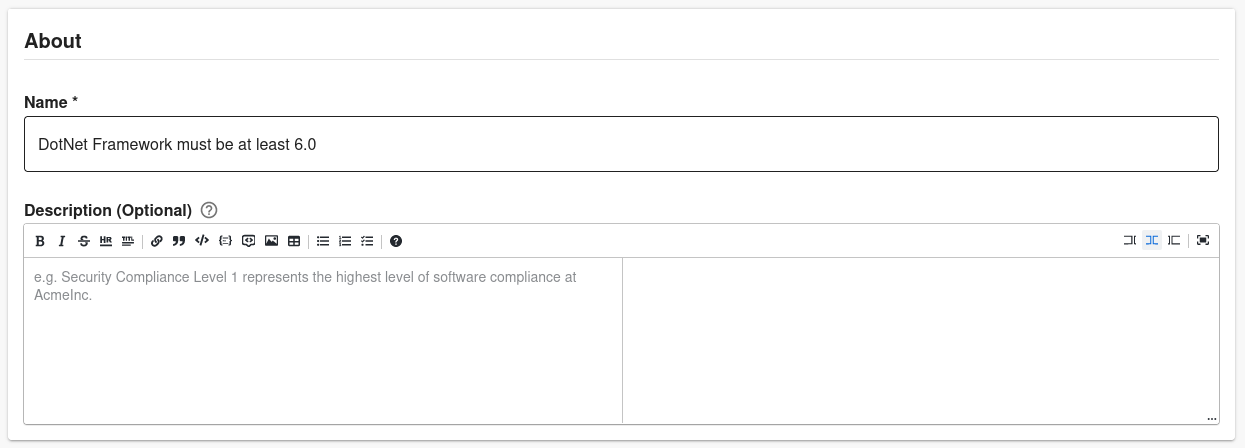 About
Name *
DotNet Framework must be at least 6.0
Description (Optional) ?
B I S HR TITL
e.g. Security Compliance Level 1 represents the highest level of software compliance at
AcmeInc.